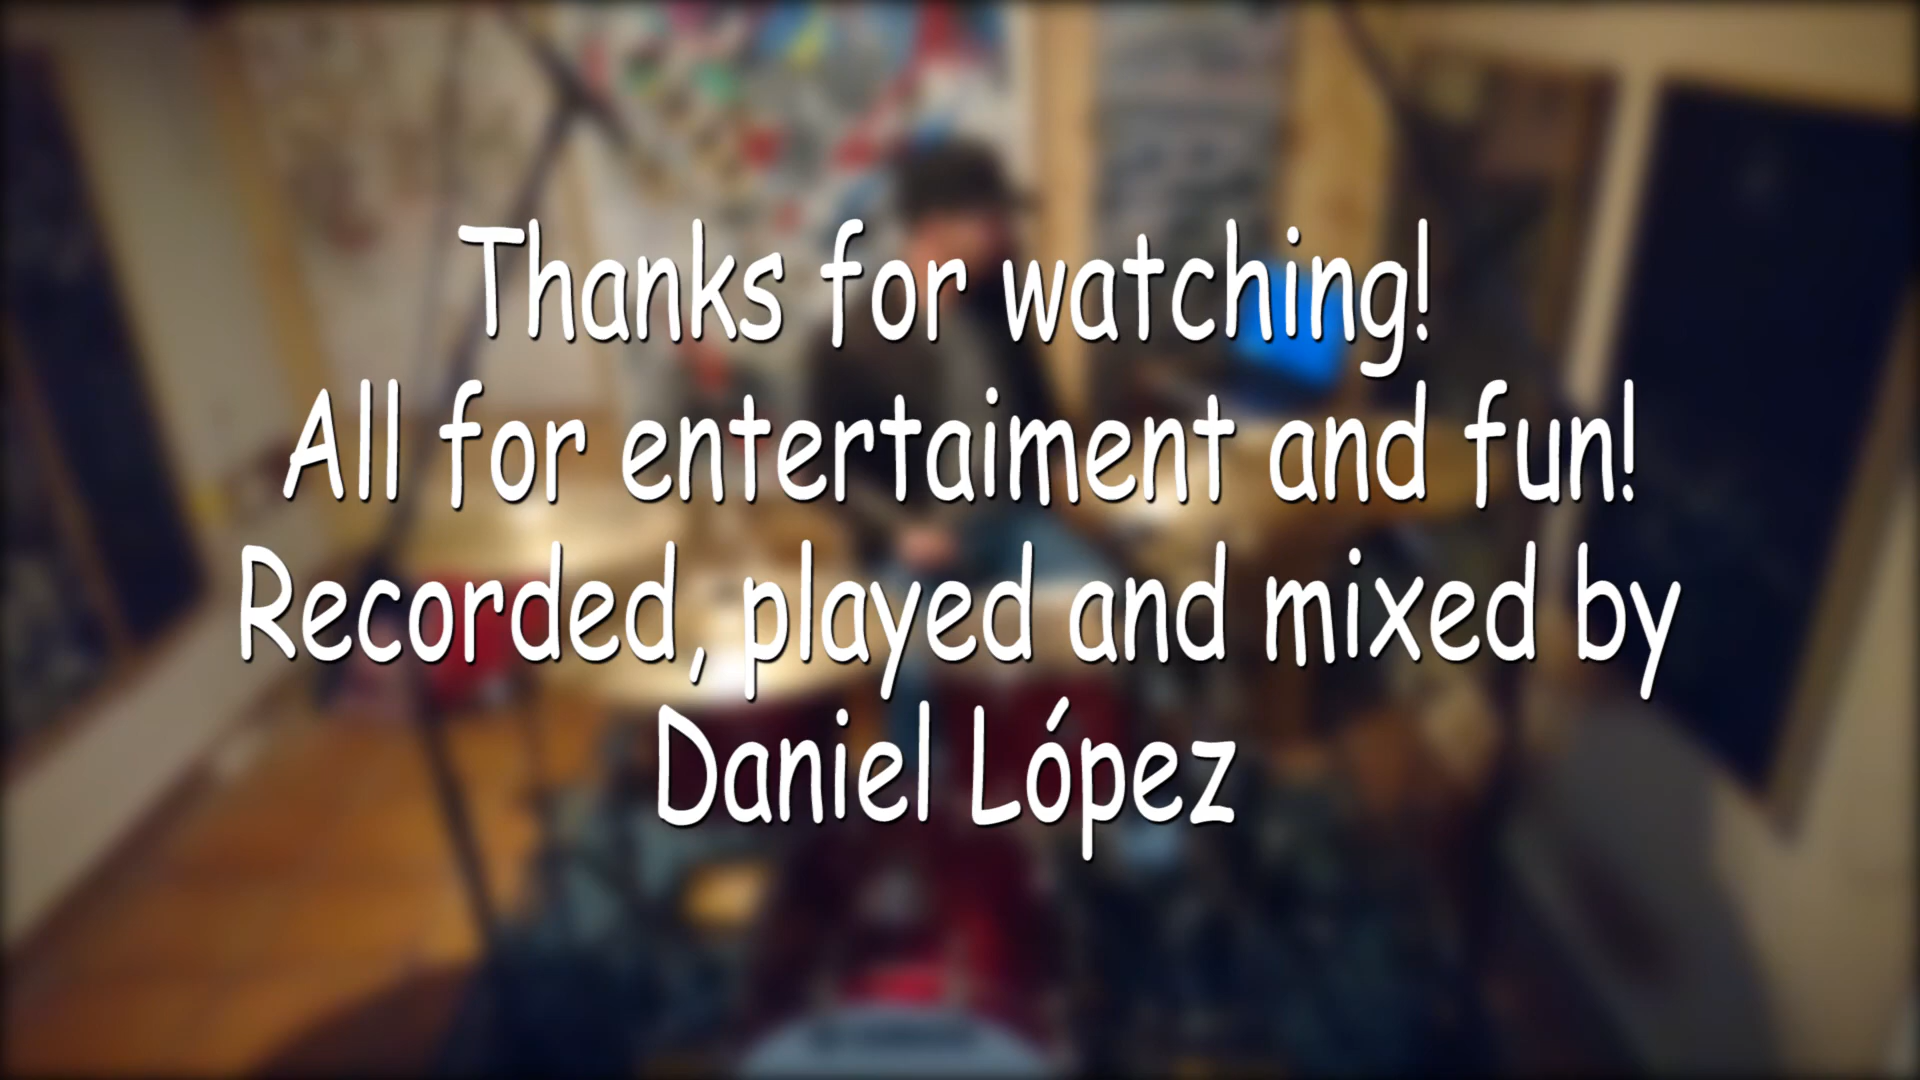 Thanks for watching!
All for entertaiment and fun!
Recorded, played and mixed by
Daniel López